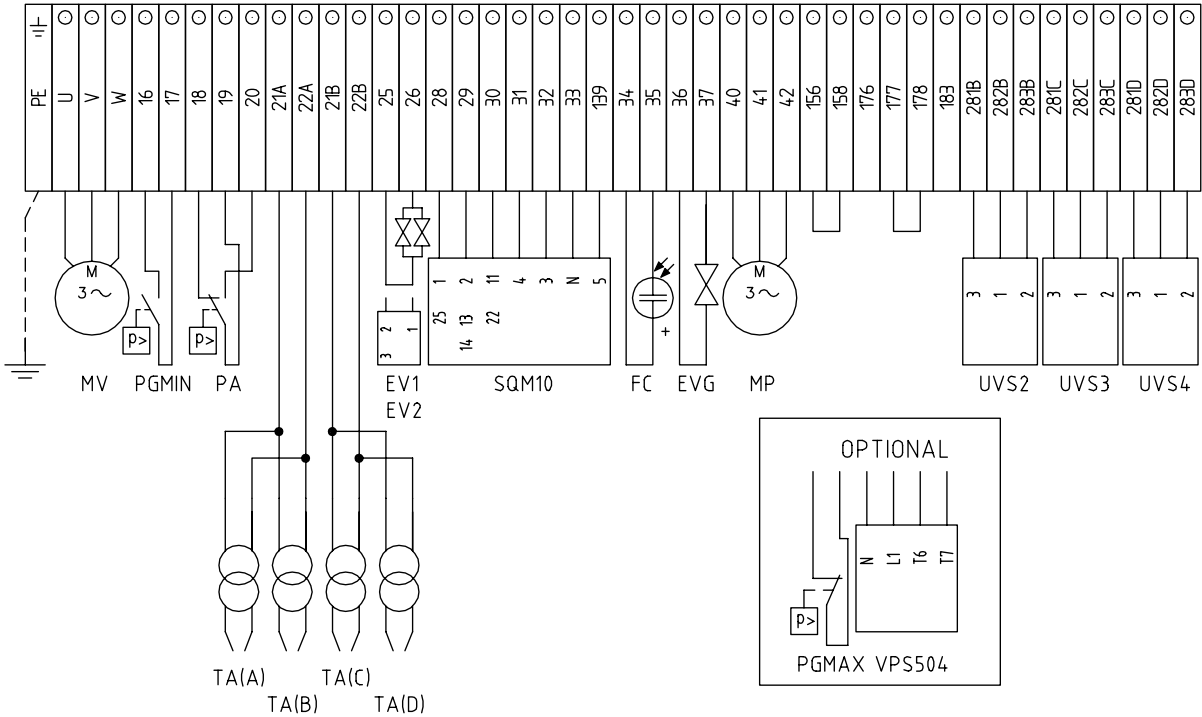 PE U V W 16 17 18 19 20 21A 22A 21B 22B 25 26 28 29 30 31 32 33 139 34 35 36 37 40 41 42 156 158 176 177 178 183 281B 282B 283B 281C 282C 283C 281D 282D 283D
M
3~
P>
P>
2 1
3
1 2 11 4 3 N 5
25 13 22
14
+
M
3~
3 1 2
3 1 2
3 1 2
MV PGMIN PA EV1 SQM10 FC EVG MP UVS2 UVS3 UVS4
EV2
OPTIONAL
N L1 T6 T7
P>
PGMAX VPS504
TA(A) TA(C)
TA(B) TA(D)